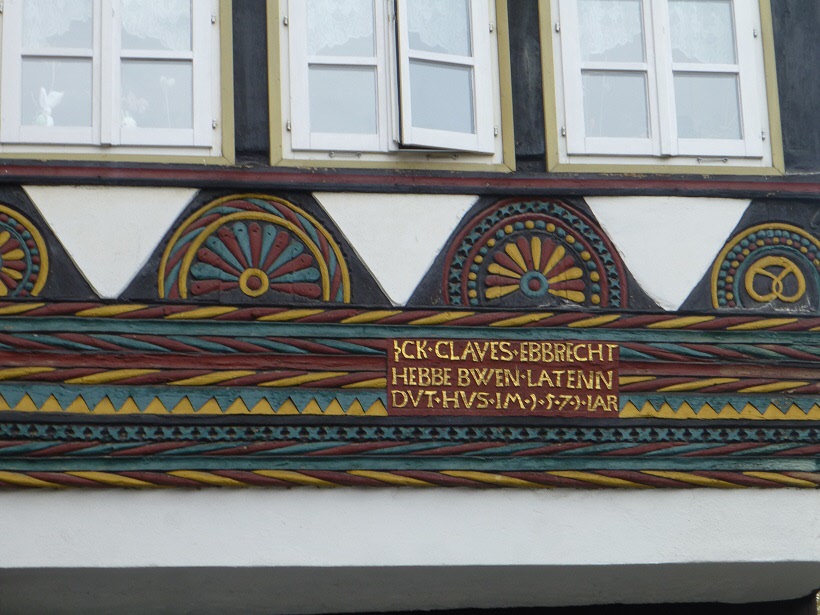 ICK·CLAVES·EBBRECHT
HEBBE BWEN·LATENN
DVT·HVS·IM·1·5·7·1·IAR